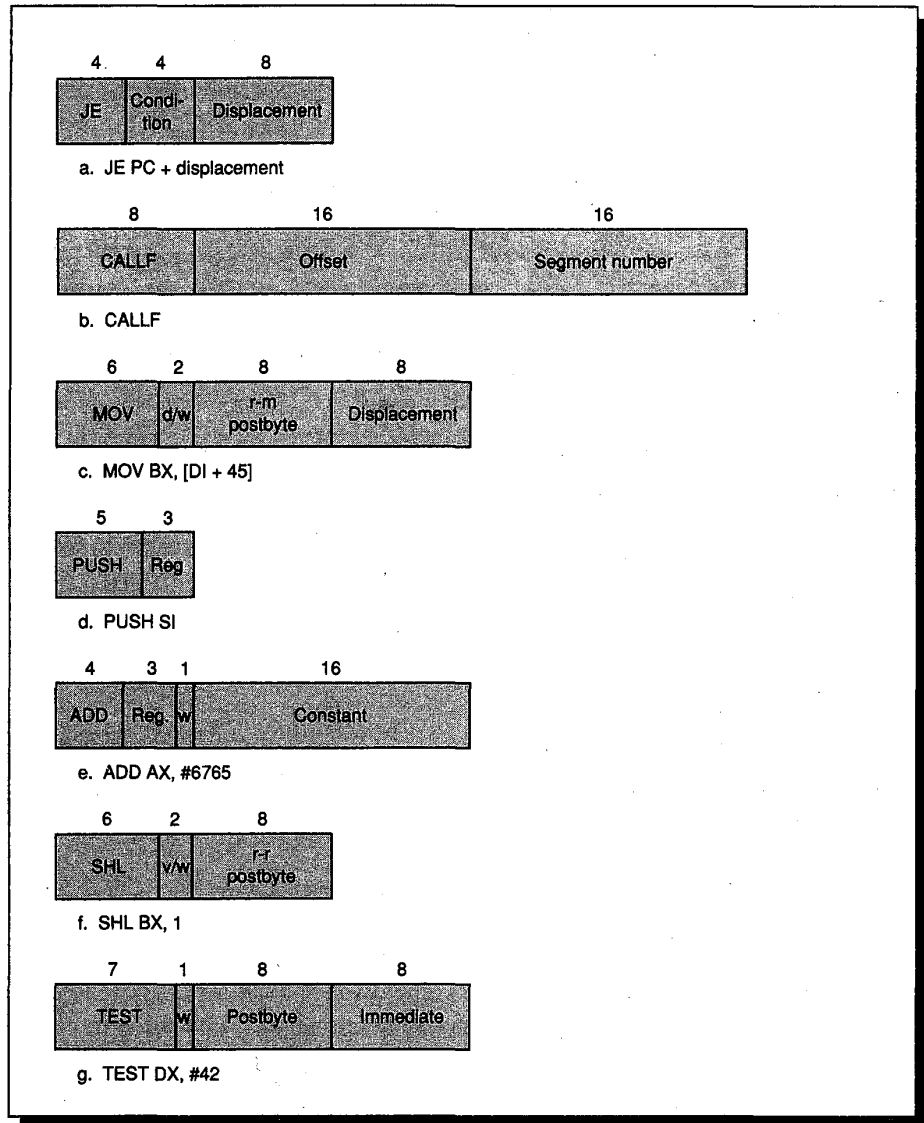 4 4 8
JE Condi-tion Displacement
a. JE PC + displacement
8 16 16
CALLF Offset Segment number
b. CALLF
6 2 8 8
MOV d/w r-m postbyte Displacement
c. MOV BX, [DI + 45]
5 3
PUSH Reg
d. PUSH SI
4 3 1 16
ADD Reg. w Constant
e. ADD AX, #6765
6 2 8
SHL v/w r-r postbyte
f. SHL BX, 1
7 1 8 8
TEST w Postbyte Immediate
g. TEST DX, #42